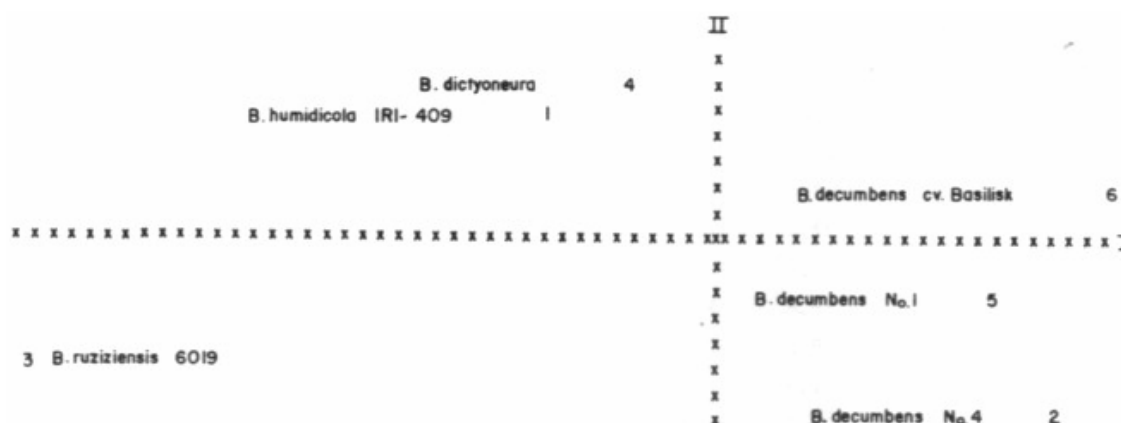 II
B. dictyoneura 4
B. humidicola IRI- 409 1
B. decumbens cv. Basilisk 6
x x x x x x x x x x x x x x x x x x x x x x x x x x x x x x x x x x x x x x x x x x x x x x x x x x x x x x x x x x x
B. decumbens No. 1 5
3 B. ruziziensis 6019
B. decumbens No. 4 2